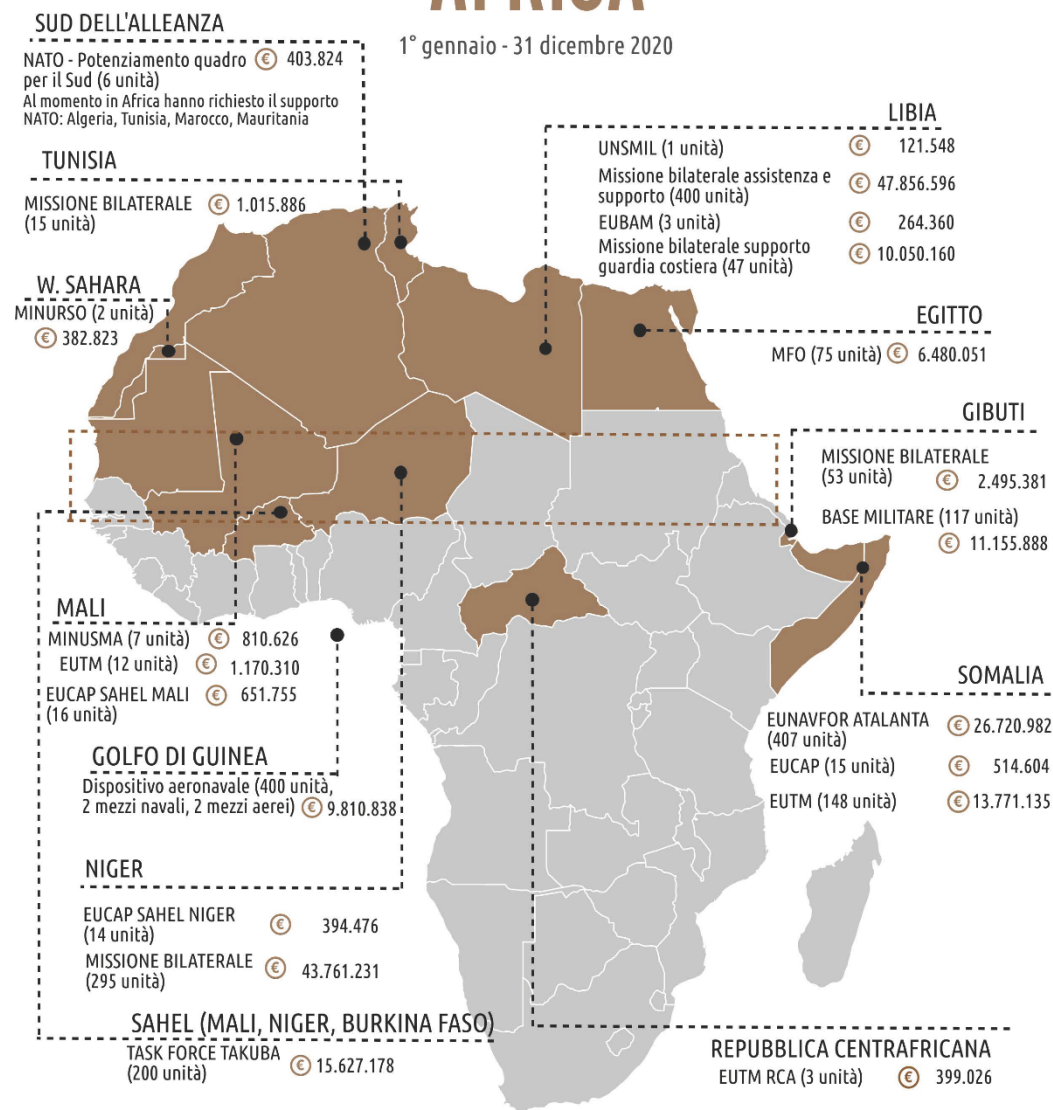 AFRICA
1° gennaio - 31 dicembre 2020
SUD DELL'ALLEANZA
NATO - Potenziamento quadro € 403.824
per il Sud (6 unità)
Al momento in Africa hanno richiesto il supporto
NATO: Algeria, Tunisia, Marocco, Mauritania
TUNISIA
MISSIONE BILATERALE € 1.015.886
(15 unità)
W. SAHARA
MINURSO (2 unità)
€ 382.823
LIBIA
UNSMIL (1 unità) € 121.548
Missione bilaterale assistenza e
supporto (400 unità) € 47.856.596
EUBAM (3 unità) € 264.360
Missione bilaterale supporto
guardia costiera (47 unità) € 10.050.160
EGITTO
MFO (75 unità) € 6.480.051
GIBUTI
MISSIONE BILATERALE
(53 unità) € 2.495.381
BASE MILITARE (117 unità)
€ 11.155.888
MALI
MINUSMA (7 unità) € 810.626
EUTM (12 unità) € 1.170.310
EUCAP SAHEL MALI € 651.755
(16 unità)
GOLFO DI GUINEA
Dispositivo aeronavale (400 unità,
2 mezzi navali, 2 mezzi aerei) € 9.810.838
SOMALIA
EUNAVFOR ATALANTA € 26.720.982
(407 unità)
EUCAP (15 unità) € 514.604
EUTM (148 unità) € 13.771.135
NIGER
EUCAP SAHEL NIGER € 394.476
(14 unità)
MISSIONE BILATERALE € 43.761.231
(295 unità)
SAHEL (MALI, NIGER, BURKINA FASO)
TASK FORCE TAKUBA € 15.627.178
(200 unità)
REPUBBLICA CENTRAFRICANA
EUTM RCA (3 unità) € 399.026